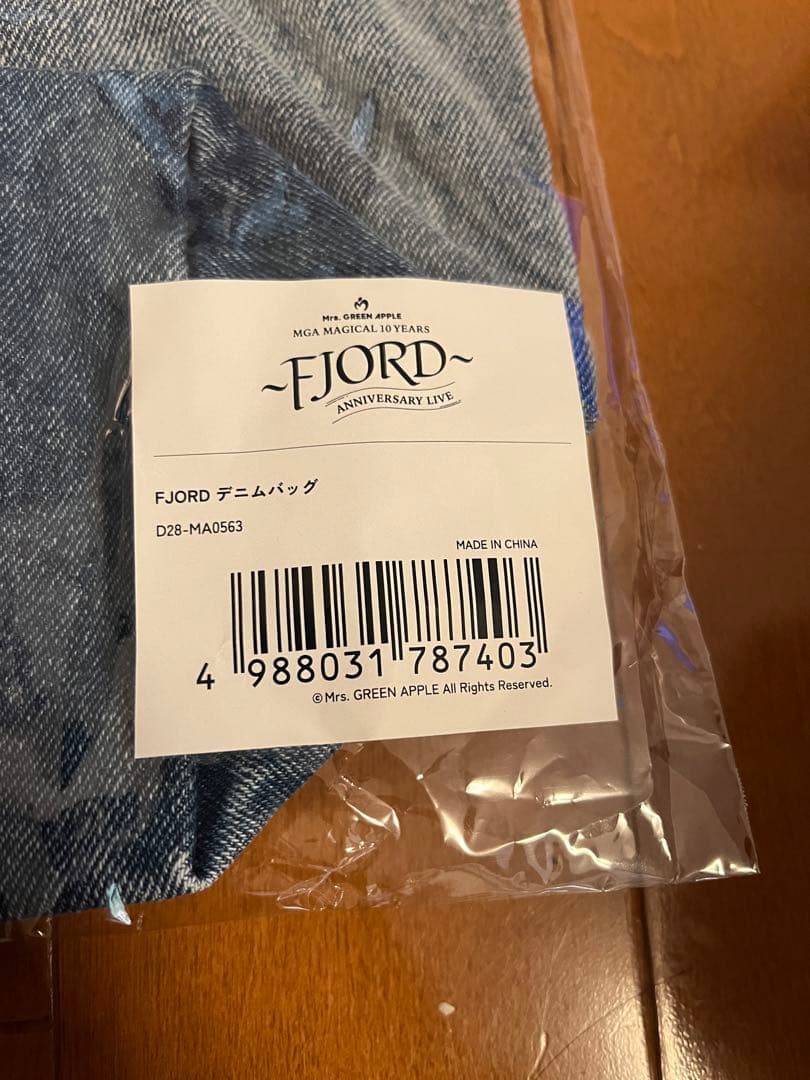 Mrs. GREEN APPLE
MGA MAGICAL 10 YEARS
~FJORD~
ANNIVERSARY LIVE
FJORD デニムバッグ
D28-MA0563
MADE IN CHINA
4 988031 787403
©Mrs. GREEN APPLE All Rights Reserved.